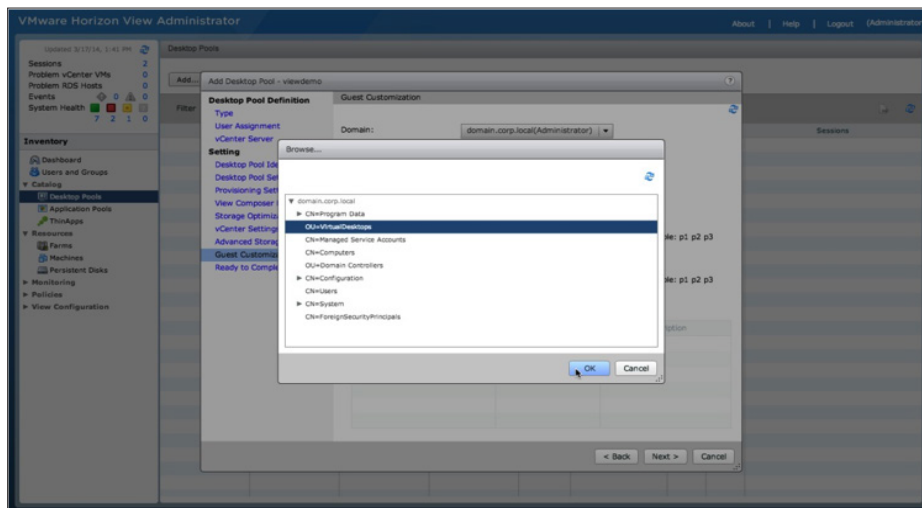 VMware Horizon View Administrator
About | Help | Logout (Administrator
Updated 3/17/14, 1:41 PM
Sessions 2
Problem vCenter VMs 0
Problem RDS Hosts 0
Events 0 0
System Health
7 2 1 0
Inventory
Dashboard
Users and Groups
Catalog
Desktop Pools
Application Pools
ThinApps
Resources
Farms
Machines
Persistent Disks
Monitoring
Policies
View Configuration
Desktop Pools
Add...
Filter
Sessions
Add Desktop Pool - viewdemo
Desktop Pool Definition
Type
User Assignment
vCenter Server
Setting
Desktop Pool Ide
Desktop Pool Set
Provisioning Sett
View Composer
Storage Optimiz
vCenter Settings
Advanced Storag
Guest Customiz
Ready to Comple
Guest Customization
Domain: domain.corp.local(Administrator)
ple: p1 p2 p3
ple: p1 p2 p3
ription
Browse...
domain.corp.local
CN=Program Data
OU=VirtualDesktops
CN=Managed Service Accounts
CN=Computers
OU=Domain Controllers
CN=Configuration
CN=Users
CN=System
CN=ForeignSecurityPrincipals
OK Cancel
< Back Next > Cancel